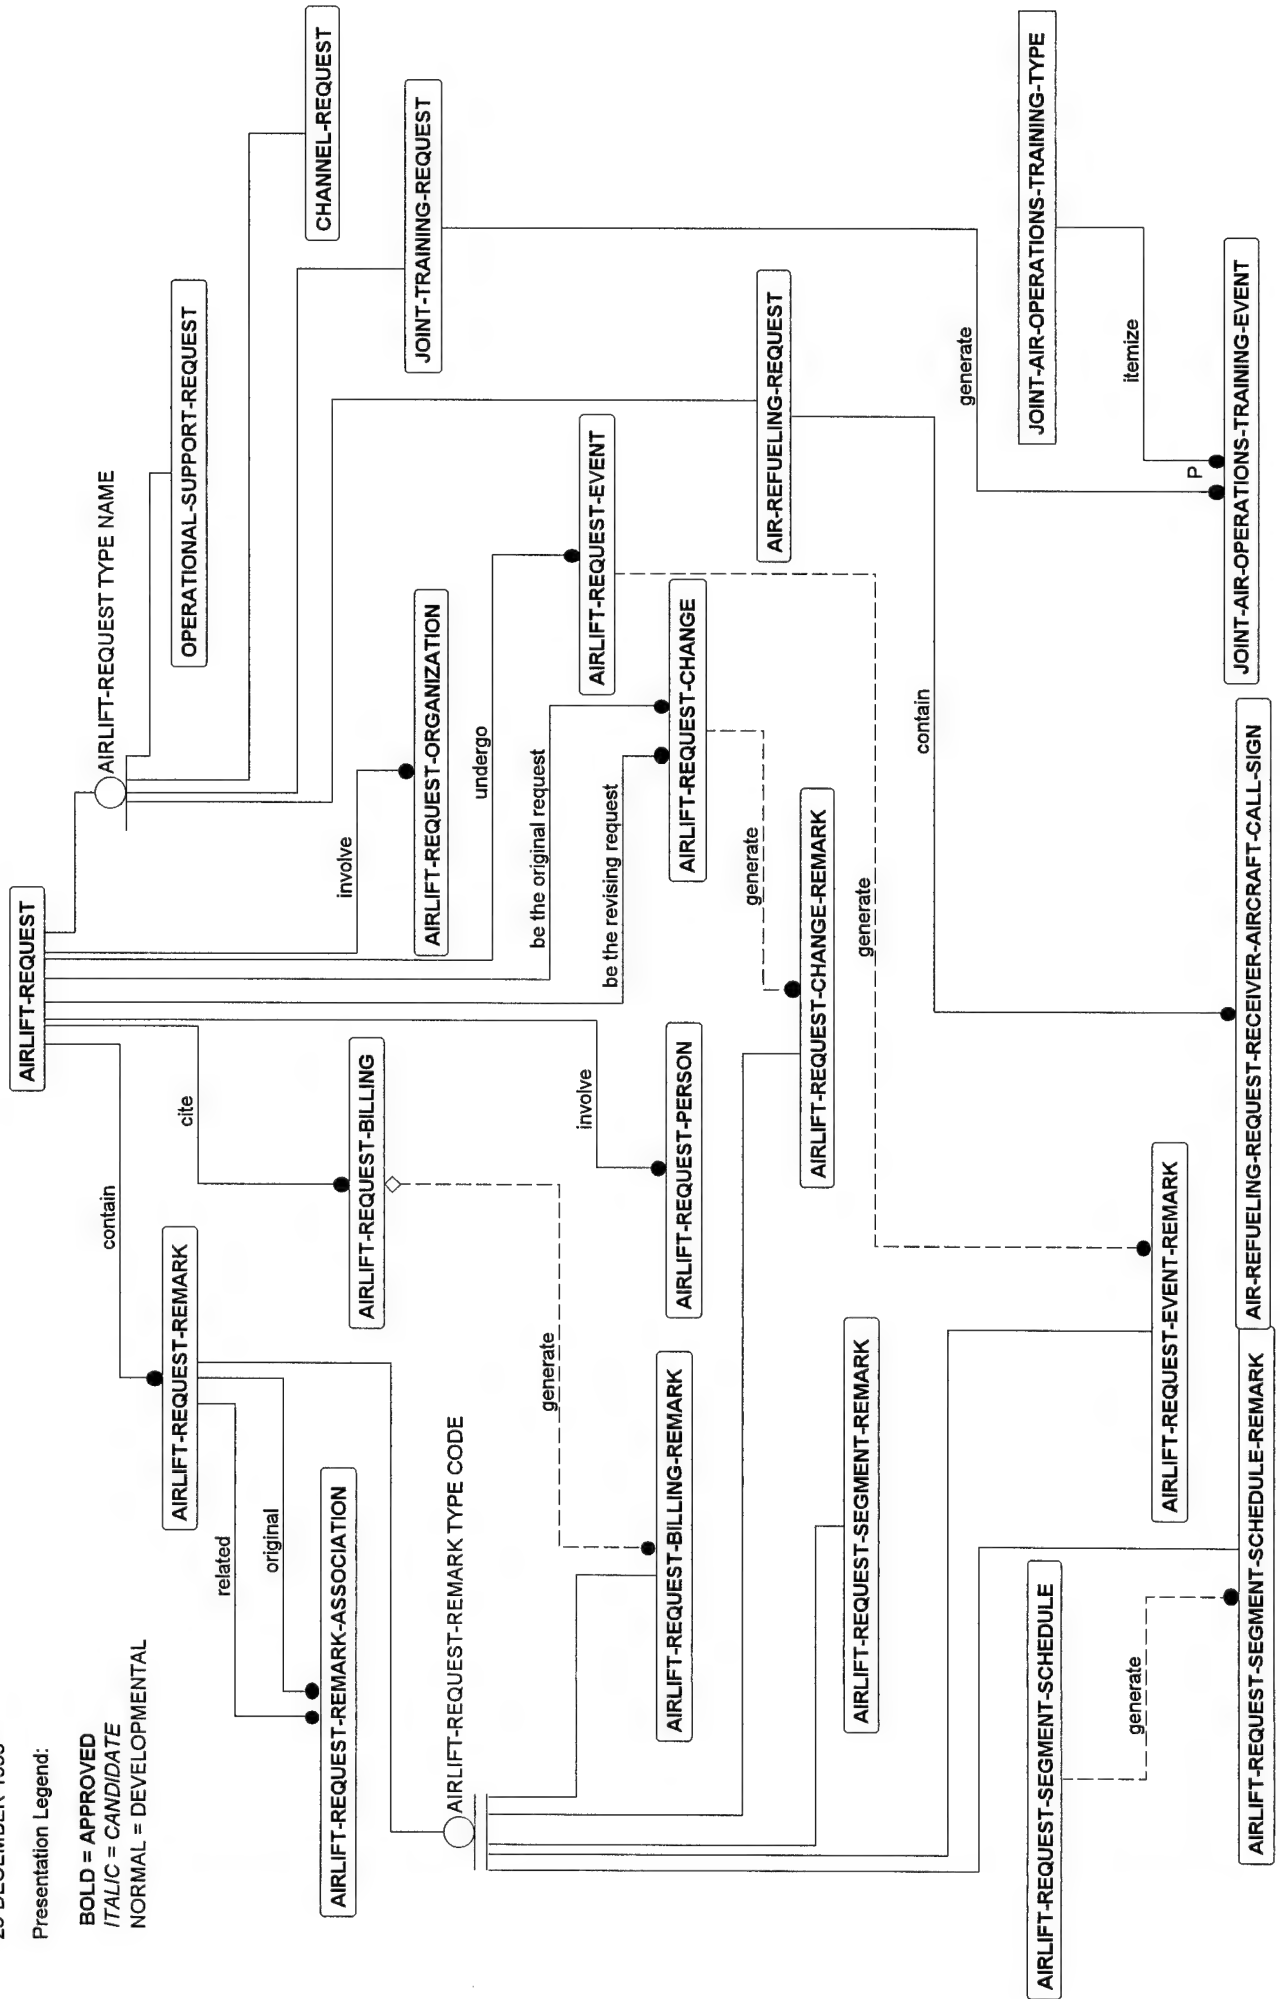 Presentation Legend:
BOLD = APPROVED
ITALIC = CANDIDATE
NORMAL = DEVELOPMENTAL
AIRLIFT-REQUEST
contain
cite
AIRLIFT-REQUEST TYPE NAME
AIRLIFT-REQUEST-REMARK
OPERATIONAL-SUPPORT-REQUEST
related
original
CHANNEL-REQUEST
AIRLIFT-REQUEST-REMARK-ASSOCIATION
AIRLIFT-REQUEST-BILLING
involve
AIRLIFT-REQUEST-ORGANIZATION
JOINT-TRAINING-REQUEST
AIRLIFT-REQUEST-REMARK TYPE CODE
undergo
generate
be the original request
involve
be the revising request
AIRLIFT-REQUEST-EVENT
AIRLIFT-REQUEST-BILLING-REMARK
AIRLIFT-REQUEST-PERSON
AIRLIFT-REQUEST-CHANGE
generate
AIR-REFUELING-REQUEST
AIRLIFT-REQUEST-CHANGE-REMARK
AIRLIFT-REQUEST-SEGMENT-REMARK
generate
contain
generate
AIRLIFT-REQUEST-SEGMENT-SCHEDULE
JOINT-AIR-OPERATIONS-TRAINING-TYPE
generate
itemize
AIRLIFT-REQUEST-EVENT-REMARK
P
AIRLIFT-REQUEST-SEGMENT-SCHEDULE-REMARK
AIR-REFUELING-REQUEST-RECEIVER-AIRCRAFT-CALL-SIGN
JOINT-AIR-OPERATIONS-TRAINING-EVENT